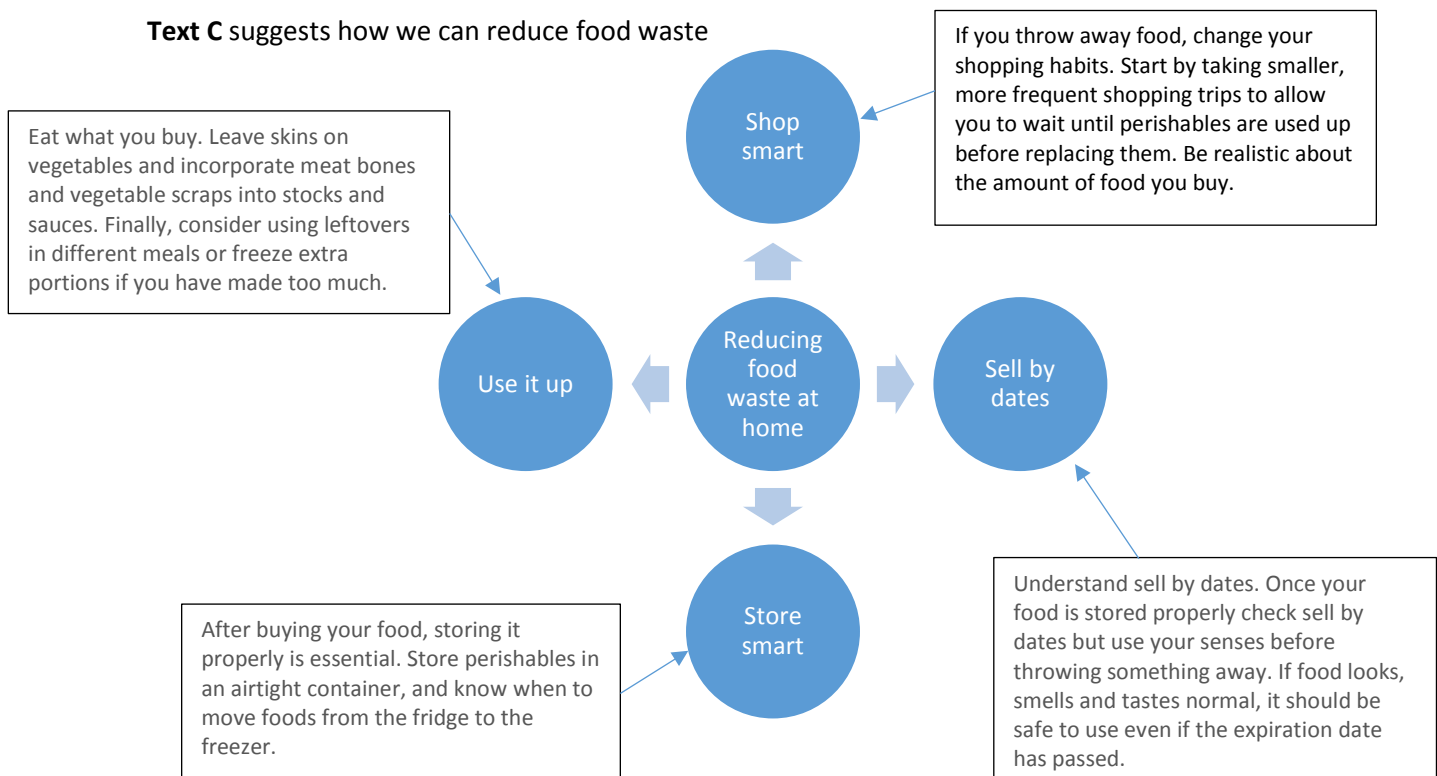 Text C suggests how we can reduce food waste
If you throw away food, change your
shopping habits. Start by taking smaller,
more frequent shopping trips to allow
you to wait until perishables are used up
before replacing them. Be realistic about
the amount of food you buy.
Shop
smart
Eat what you buy. Leave skins on
vegetables and incorporate meat bones
and vegetable scraps into stocks and
sauces. Finally, consider using leftovers
in different meals or freeze extra
portions if you have made too much.
Use it up
Reducing
food
waste at
home
Sell by
dates
Store
smart
After buying your food, storing it
properly is essential. Store perishables in
an airtight container, and know when to
move foods from the fridge to the
freezer.
Understand sell by dates. Once your
food is stored properly check sell by
dates but use your senses before
throwing something away. If food looks,
smells and tastes normal, it should be
safe to use even if the expiration date
has passed.